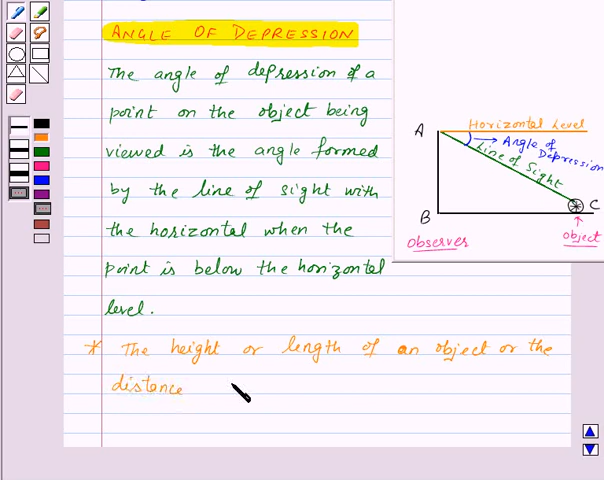 ANGLE OF DEPRESSION
The angle of depression of a
point on the object being
viewed is the angle formed
by the line of sight with
the horizontal when the
point is below the horizontal
level.
* The height or length of an object or the
distance
Horizontal Level
A
Angle of
Depression
Line of Sight
B
C
Observer
object